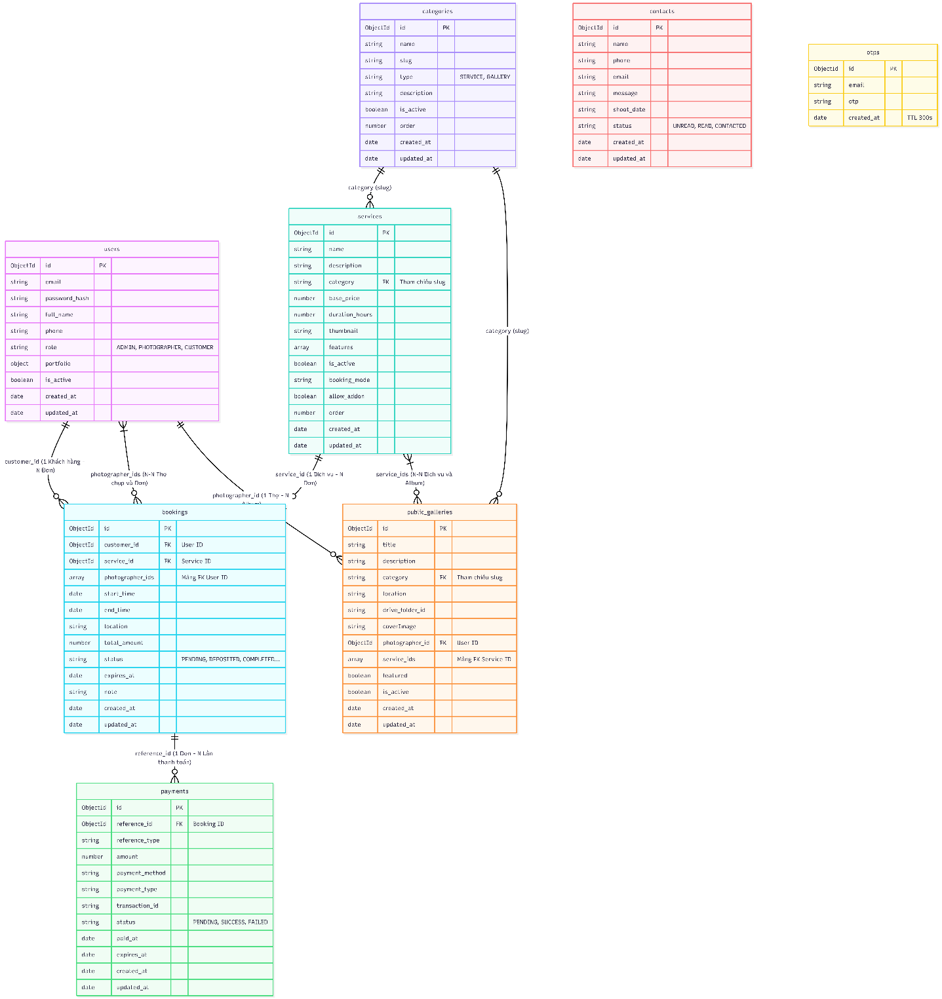 categories
ObjectId id PK
string name
string slug
string type SERVICE, GALLERY
string description
boolean is_active
number order
date created_at
date updated_at
contacts
ObjectId id PK
string name
string phone
string email
string message
string shoot_date
string status UNREAD, READ, CONTACTED
date created_at
date updated_at
otps
ObjectId id PK
string email
string otp
date created_at TTL 300s
category (slug)
services
ObjectId id PK
string name
string description
string category FK Tham chiếu slug
number base_price
number duration_hours
string thumbnail
array features
boolean is_active
string booking_mode
boolean allow_addon
number order
date created_at
date updated_at
category (slug)
users
ObjectId id PK
string email
string password_hash
string full_name
string phone
string role ADMIN, PHOTOGRAPHER, CUSTOMER
object portfolio
boolean is_active
date created_at
date updated_at
customer_id (1 Khách hàng -
N Đơn)
photographer_ids (N-N Thợ
chụp và Đơn)
photographer_id (1 Thợ - N
Album)
service_id (1 Dịch vụ - N
Đơn)
service_ids (N-N Dịch vụ và
Album)
bookings
ObjectId id PK
ObjectId customer_id FK User ID
ObjectId service_id FK Service ID
array photographer_ids Mảng FK User ID
date start_time
date end_time
string location
number total_amount
string status PENDING, DEPOSITED, COMPLETED...
date expires_at
string note
date created_at
date updated_at
public_galleries
ObjectId id PK
string title
string description
string category FK Tham chiếu slug
string location
string drive_folder_id
string coverImage
ObjectId photographer_id FK User ID
array service_ids Mảng FK Service ID
boolean featured
boolean is_active
date created_at
date updated_at
reference_id (1 Đơn - N Lần
thanh toán)
payments
ObjectId id PK
ObjectId reference_id FK Booking ID
string reference_type
number amount
string payment_method
string payment_type
string transaction_id
string status PENDING, SUCCESS, FAILED
date paid_at
date expires_at
date created_at
date updated_at